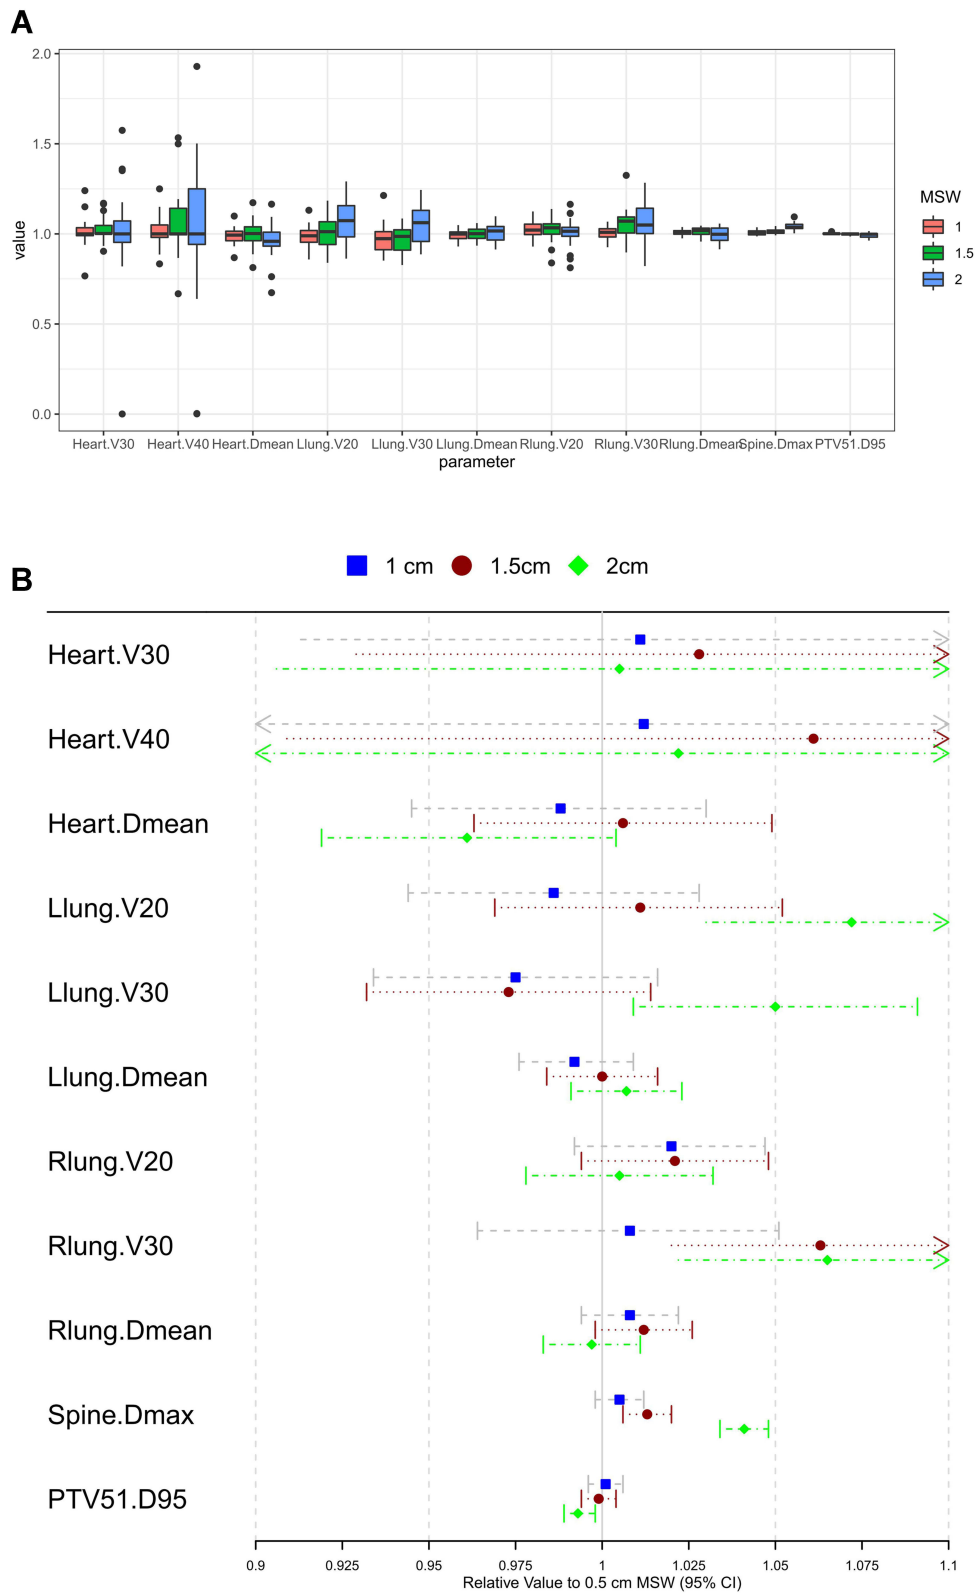 A
2.0
1.5
1.0
0.5
0.0
value
Heart.V30 Heart.V40 Heart.Dmean Llung.V20 Llung.V30 Llung.Dmean Rlung.V20 Rlung.V30 Rlung.Dmean Spine.Dmax PTV51.D95
parameter
MSW
1
1.5
2
B
1 cm 1.5cm 2cm
Heart.V30
Heart.V40
Heart.Dmean
Llung.V20
Llung.V30
Llung.Dmean
Rlung.V20
Rlung.V30
Rlung.Dmean
Spine.Dmax
PTV51.D95
0.9 0.925 0.95 0.975 1 1.025 1.05 1.075 1.1
Relative Value to 0.5 cm MSW (95% CI)